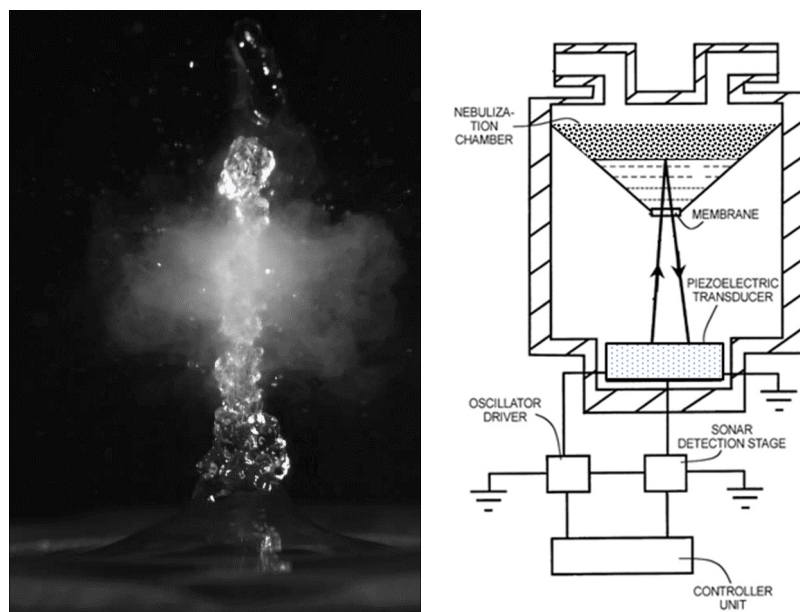 NEBULIZA-
TION
CHAMBER
MEMBRANE
PIEZOELECTRIC
TRANSDUCER
OSCILLATOR
DRIVER
SONAR
DETECTION STAGE
CONTROLLER
UNIT